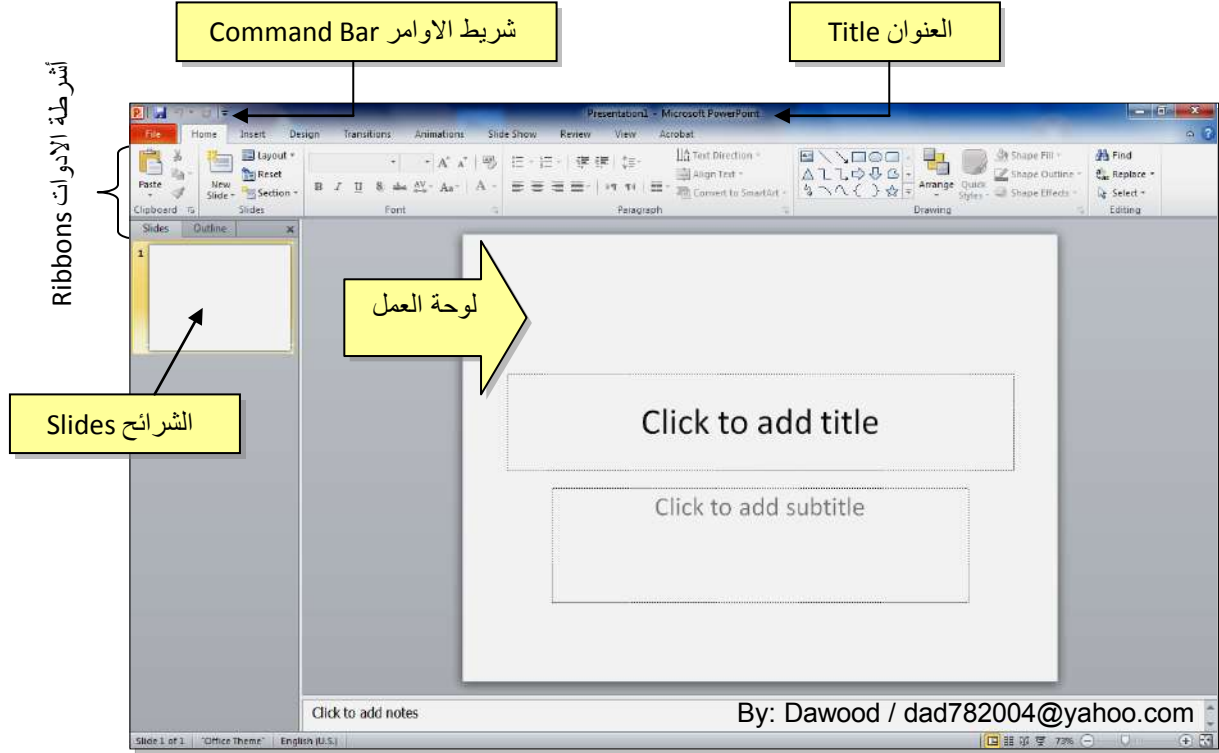 شريط الاوامر Command Bar
العنوان Title
أشرطة الادوات Ribbons
Presentation1 - Microsoft PowerPoint
File Home Insert Design Transitions Animations Slide Show Review View Acrobat
Paste
New Slide
Layout
Reset
Section
B I U S abc AV Aa A
Text Direction
Align Text
Convert to SmartArt
Arrange
Quick Styles
Shape Fill
Shape Outline
Shape Effects
Find
Replace
Select
Clipboard Slides Font Paragraph Drawing Editing
Slides Outline
1
لوحة العمل
الشرائح Slides
Click to add title
Click to add subtitle
Click to add notes
By: Dawood / dad782004@yahoo.com
Slide 1 of 1 "Office Theme" English (U.S.) 73%